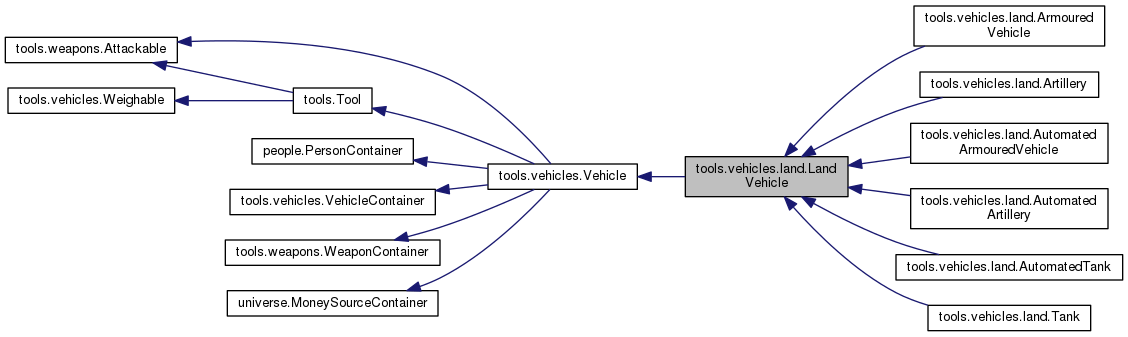 tools.weapons.Attackable
tools.vehicles.Weighable
tools.Tool
people.PersonContainer
tools.vehicles.VehicleContainer
tools.weapons.WeaponContainer
universe.MoneySourceContainer
tools.vehicles.Vehicle
tools.vehicles.land.Land
Vehicle
tools.vehicles.land.Armoured
Vehicle
tools.vehicles.land.Artillery
tools.vehicles.land.Automated
ArmouredVehicle
tools.vehicles.land.Automated
Artillery
tools.vehicles.land.AutomatedTank
tools.vehicles.land.Tank